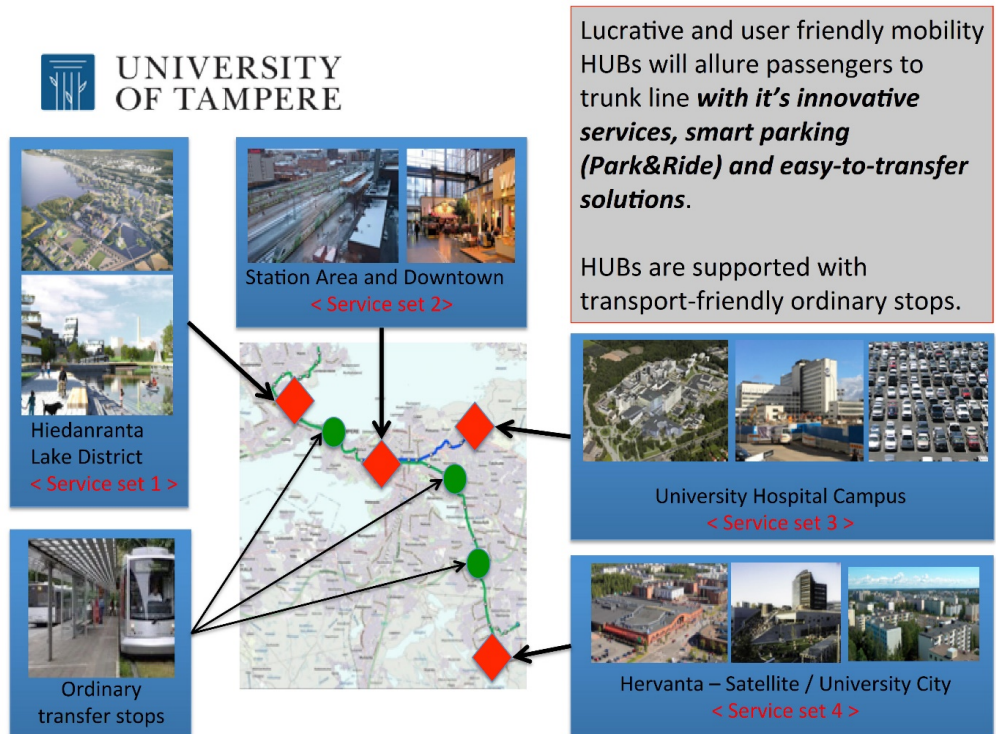 UNIVERSITY
OF TAMPERE
Lucrative and user friendly mobility
HUBs will allure passengers to
trunk line with it's innovative
services, smart parking
(Park&Ride) and easy-to-transfer
solutions.
HUBs are supported with
transport-friendly ordinary stops.
Station Area and Downtown
< Service set 2>
Hiedanranta
Lake District
< Service set 1 >
University Hospital Campus
< Service set 3 >
Ordinary
transfer stops
Hervanta – Satellite / University City
< Service set 4 >